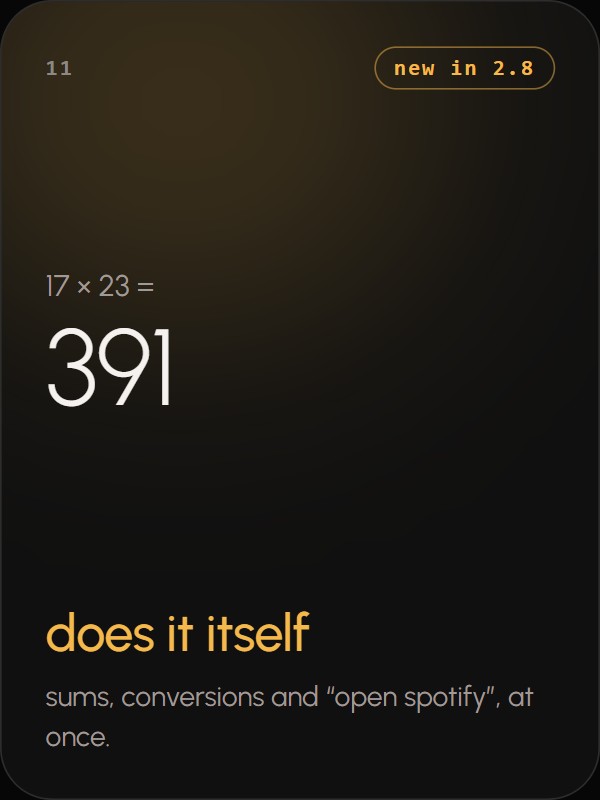 11
new in 2.8
17 × 23 =
391
does it itself
sums, conversions and “open spotify”, at
once.